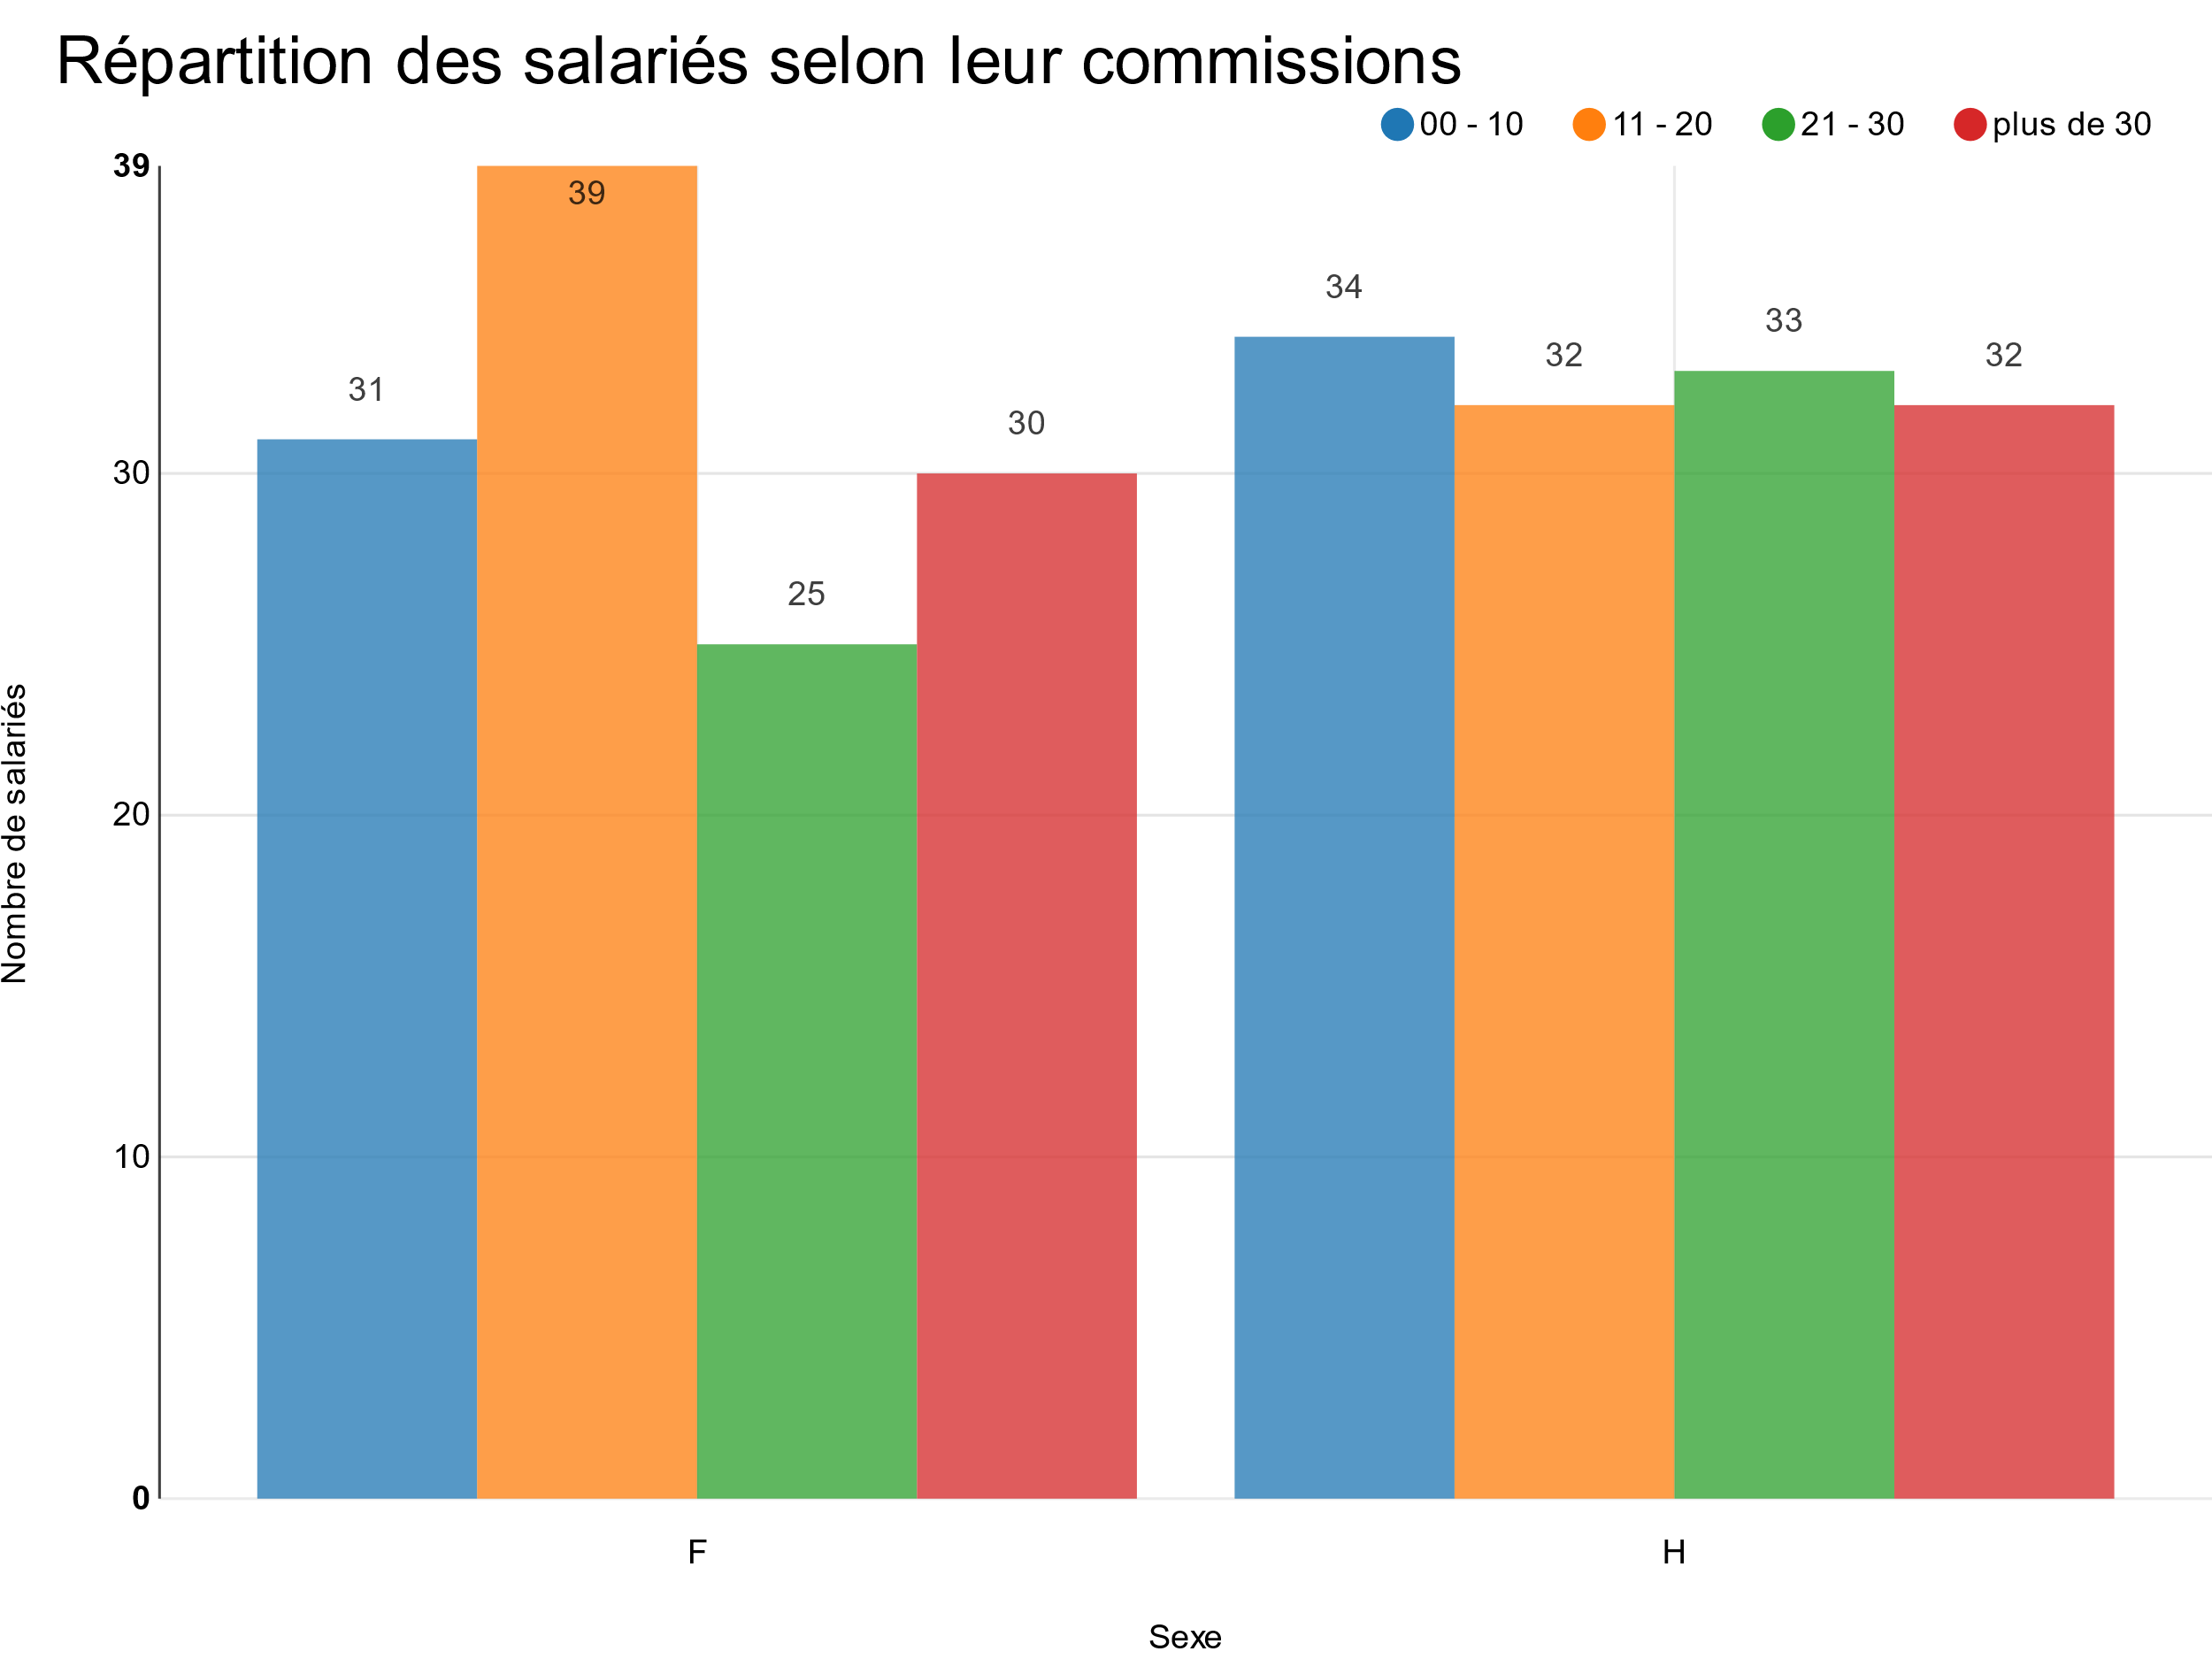 Répartition des salariés selon leur commissions
00 - 10 11 - 20 21 - 30 plus de 30
39
39
34
33
32
32
31
30
30
25
20
10
0
Nombre de salariés
F H
Sexe